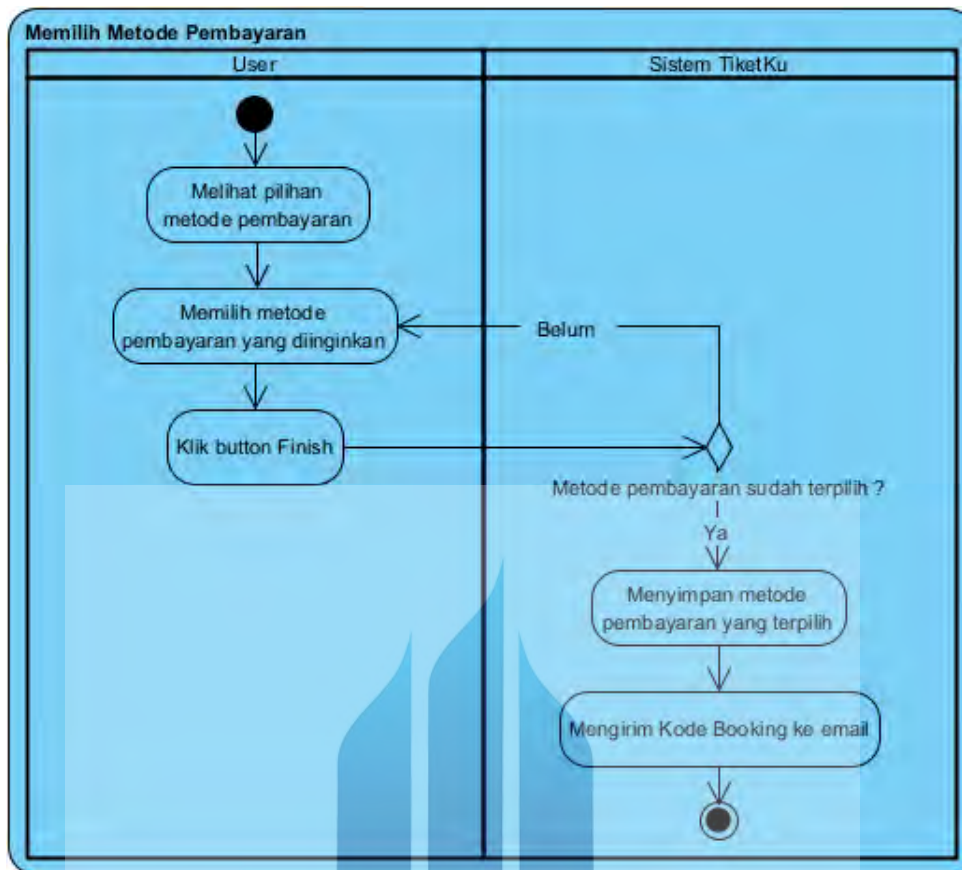 Memilih Metode Pembayaran
User
Sistem TiketKu
Melihat pilihan
metode pembayaran
Memilih metode
pembayaran yang diinginkan
Belum
Klik button Finish
Metode pembayaran sudah terpilih ?
Ya
Menyimpan metode
pembayaran yang terpilih
Mengirim Kode Booking ke email